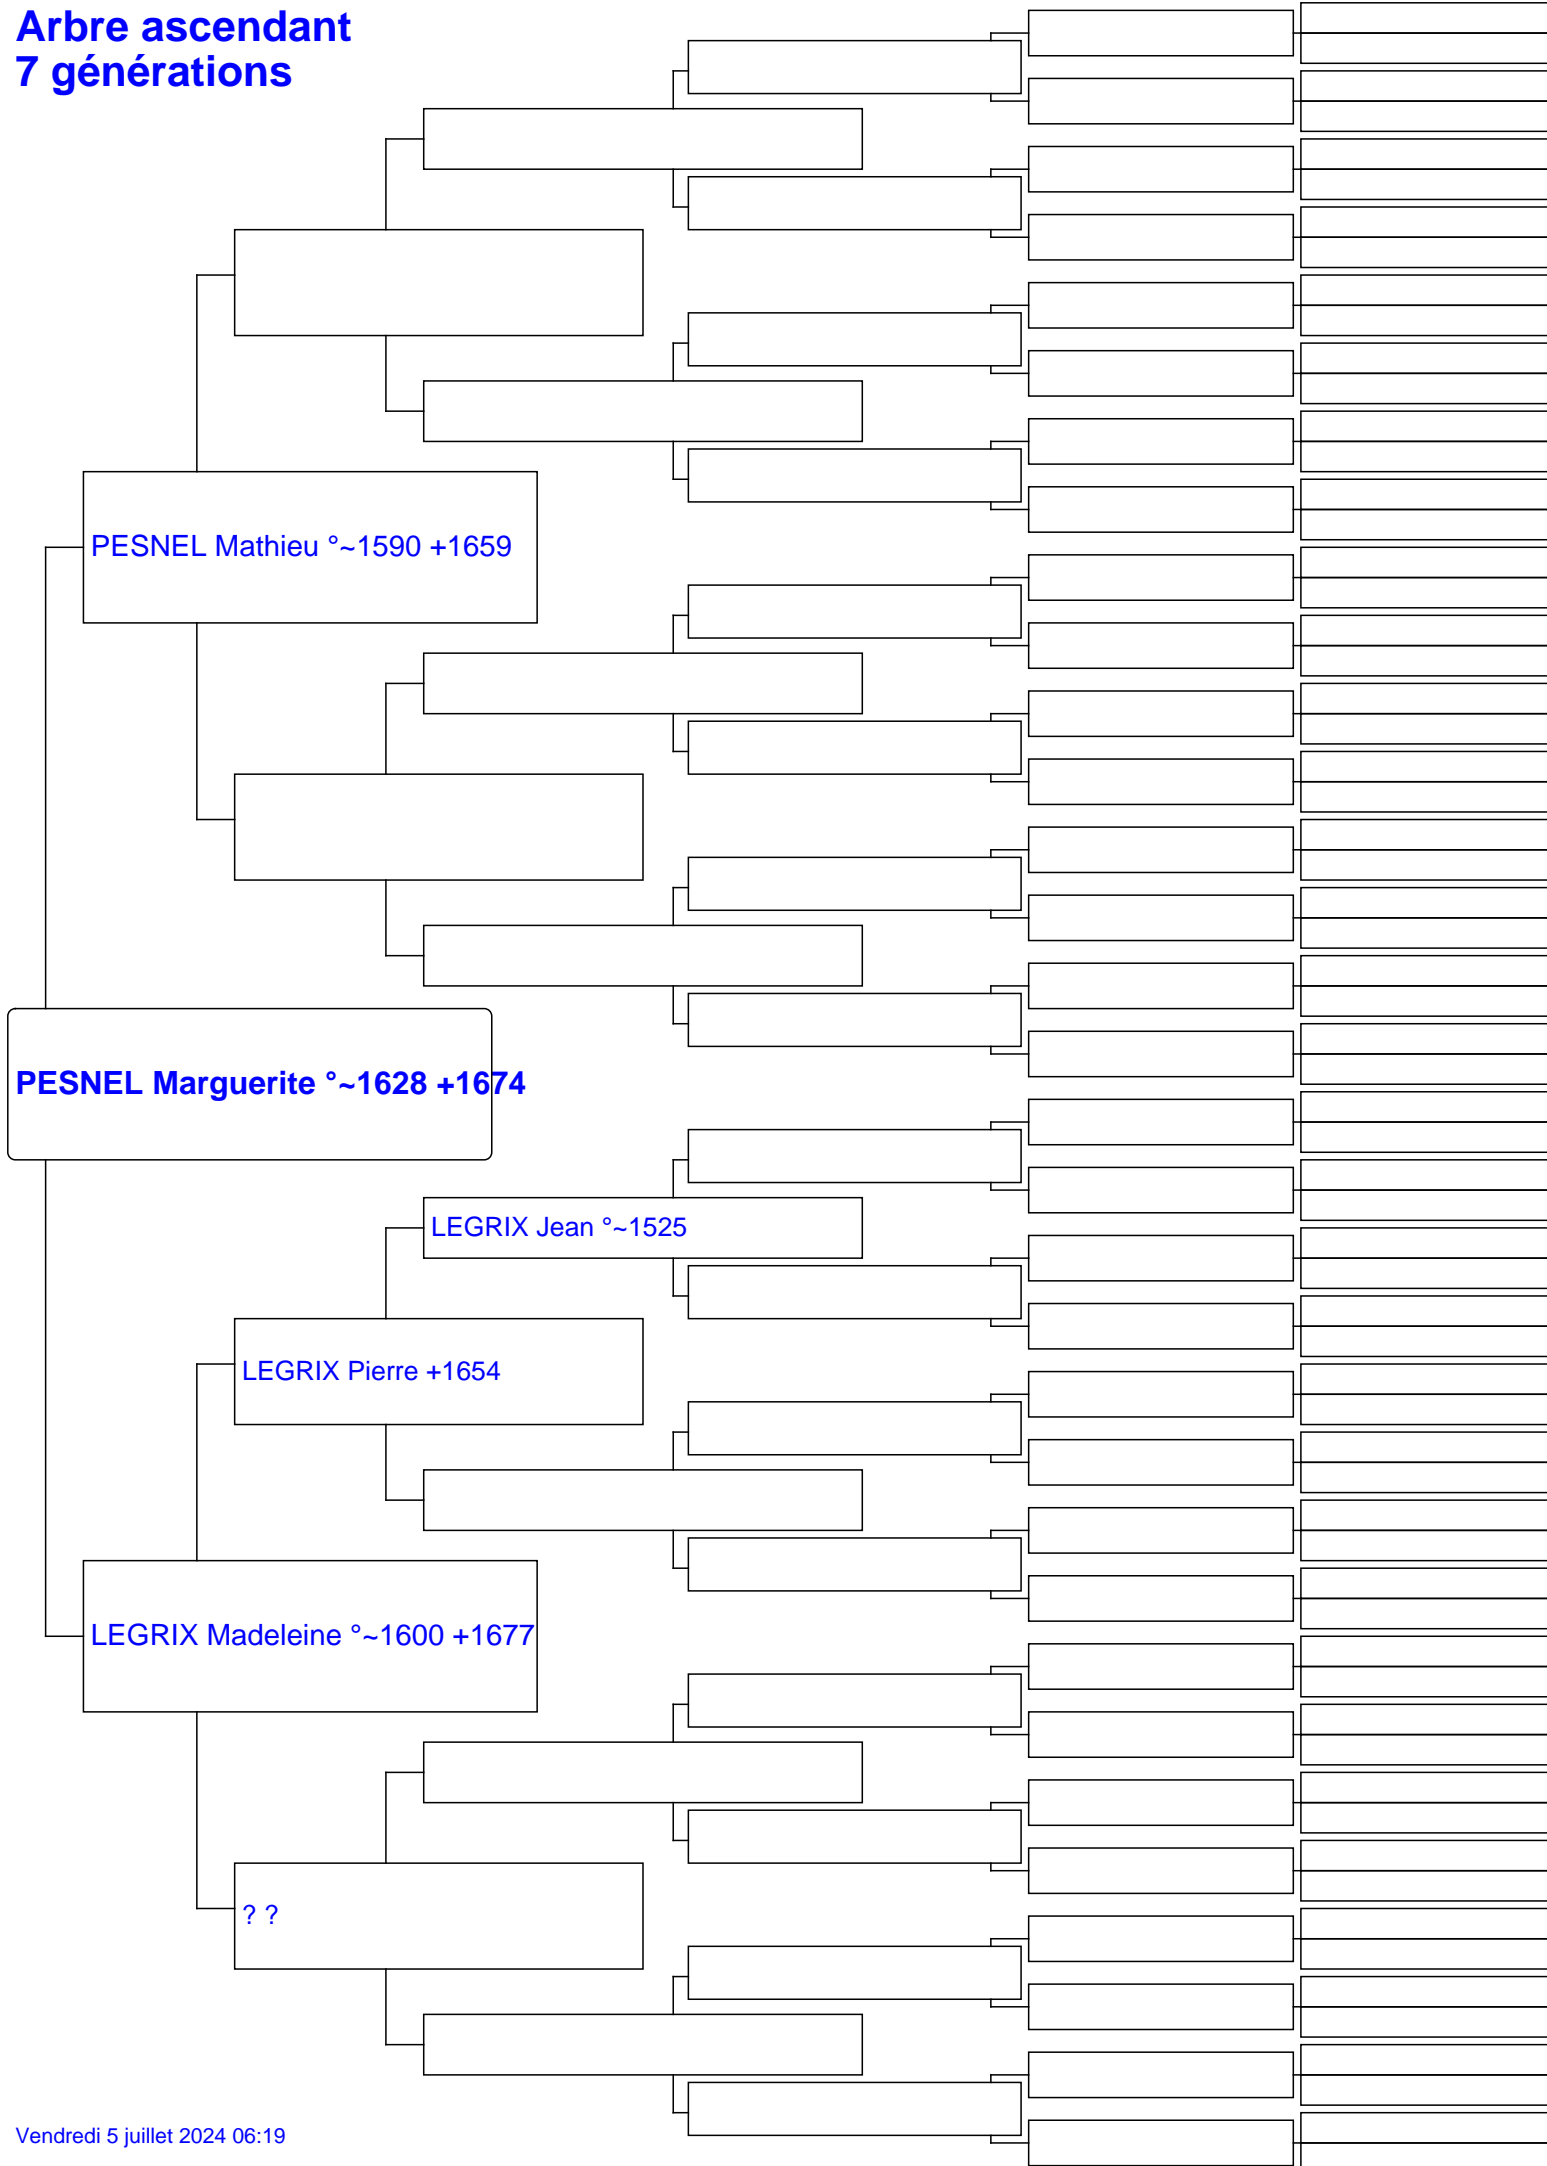 Arbre ascendant
7 générations
PESNEL Mathieu °~1590 +1659
PESNEL Marguerite °~1628 +1674
LEGRIX Jean °~1525
LEGRIX Pierre +1654
LEGRIX Madeleine °~1600 +1677
? ?
Vendredi 5 juillet 2024 06:19